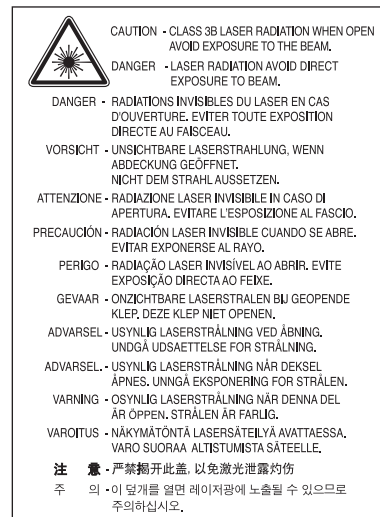 CAUTION - CLASS 3B LASER RADIATION WHEN OPEN
AVOID EXPOSURE TO THE BEAM.
DANGER - LASER RADIATION AVOID DIRECT
EXPOSURE TO BEAM.
DANGER - RADIATIONS INVISIBLES DU LASER EN CAS
D'OUVERTURE. EVITER TOUTE EXPOSITION
DIRECTE AU FAISCEAU.
VORSICHT - UNSICHTBARE LASERSTRAHLUNG, WENN
ABDECKUNG GEÖFFNET.
NICHT DEM STRAHL AUSSETZEN.
ATTENZIONE - RADIAZIONE LASER INVISIBILE IN CASO DI
APERTURA. EVITARE L'ESPOSIZIONE AL FASCIO.
PRECAUCIÓN - RADIACIÓN LASER INVISIBLE CUANDO SE ABRE.
EVITAR EXPONERSE AL RAYO.
PERIGO - RADIAÇÃO LASER INVISÍVEL AO ABRIR. EVITE
EXPOSIÇÃO DIRECTA AO FEIXE.
GEVAAR - ONZICHTBARE LASERSTRALEN BIJ GEOPENDE
KLEP. DEZE KLEP NIET OPENEN.
ADVARSEL - USYNLIG LASERSTRÅLNING VED ÅBNING.
UNDGÅ UDSAETTELSE FOR STRÅLNING.
ADVARSEL. - USYNLIG LASERSTRÅLNING NÅR DEKSEL
ÅPNES. UNNGÅ EKSPONERING FOR STRÅLEN.
VARNING - OSYNLIG LASERSTRÅLNING NÄR DENNA DEL
ÄR ÖPPEN. STRÅLEN ÄR FARLIG.
VAROITUS - NÄKYMÄTÖNTÄ LASERSÄTEILYÄ AVATTAESSA.
VARO SUORAA ALTISTUMISTA SÄTEELLE.
注 意 - 严禁揭开此盖, 以免激光泄露灼伤
주 의 - 이 덮개를 열면 레이저광에 노출될 수 있으므로
주의하십시오.